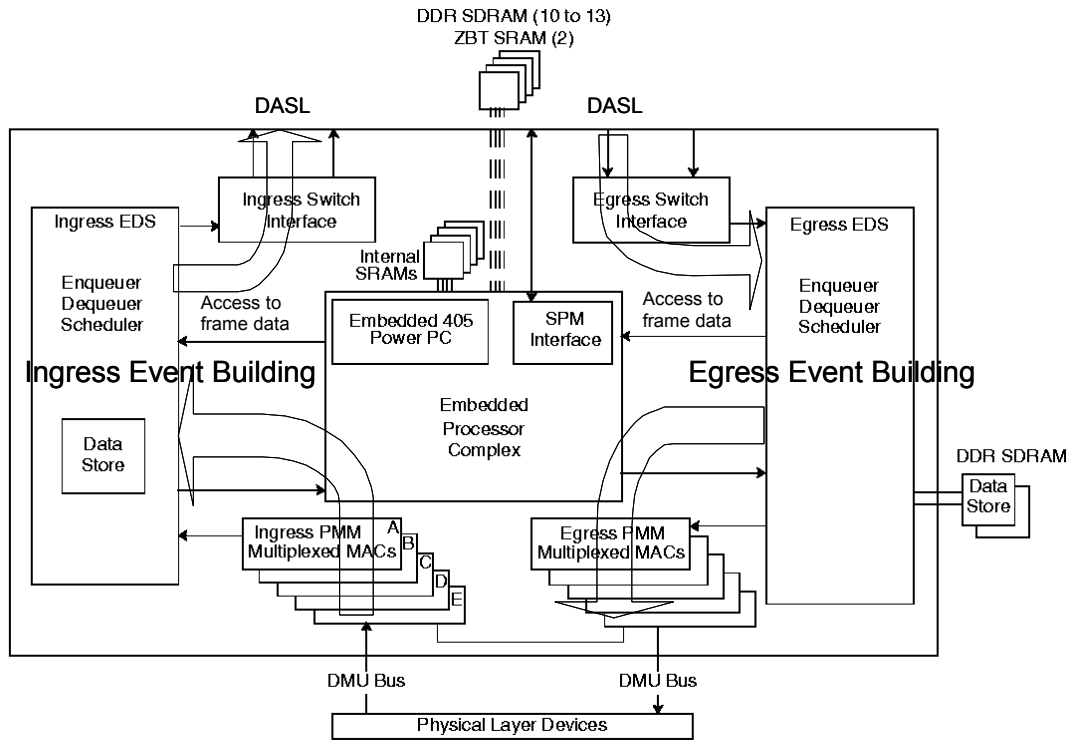 DDR SDRAM (10 to 13)
ZBT SRAM (2)
DASL
DASL
Ingress Switch
Interface
Egress Switch
Interface
Ingress EDS
Enqueuer
Dequeuer
Scheduler
Internal
SRAMs
Egress EDS
Enqueuer
Dequeuer
Scheduler
Access to
frame data
Access to
frame data
Embedded 405
Power PC
SPM
Interface
Ingress Event Building
Egress Event Building
Embedded
Processor
Complex
Data
Store
DDR SDRAM
Data
Store
Ingress PMM
Multiplexed MACs
A
B
C
D
E
Egress PMM
Multiplexed MACs
DMU Bus
DMU Bus
Physical Layer Devices